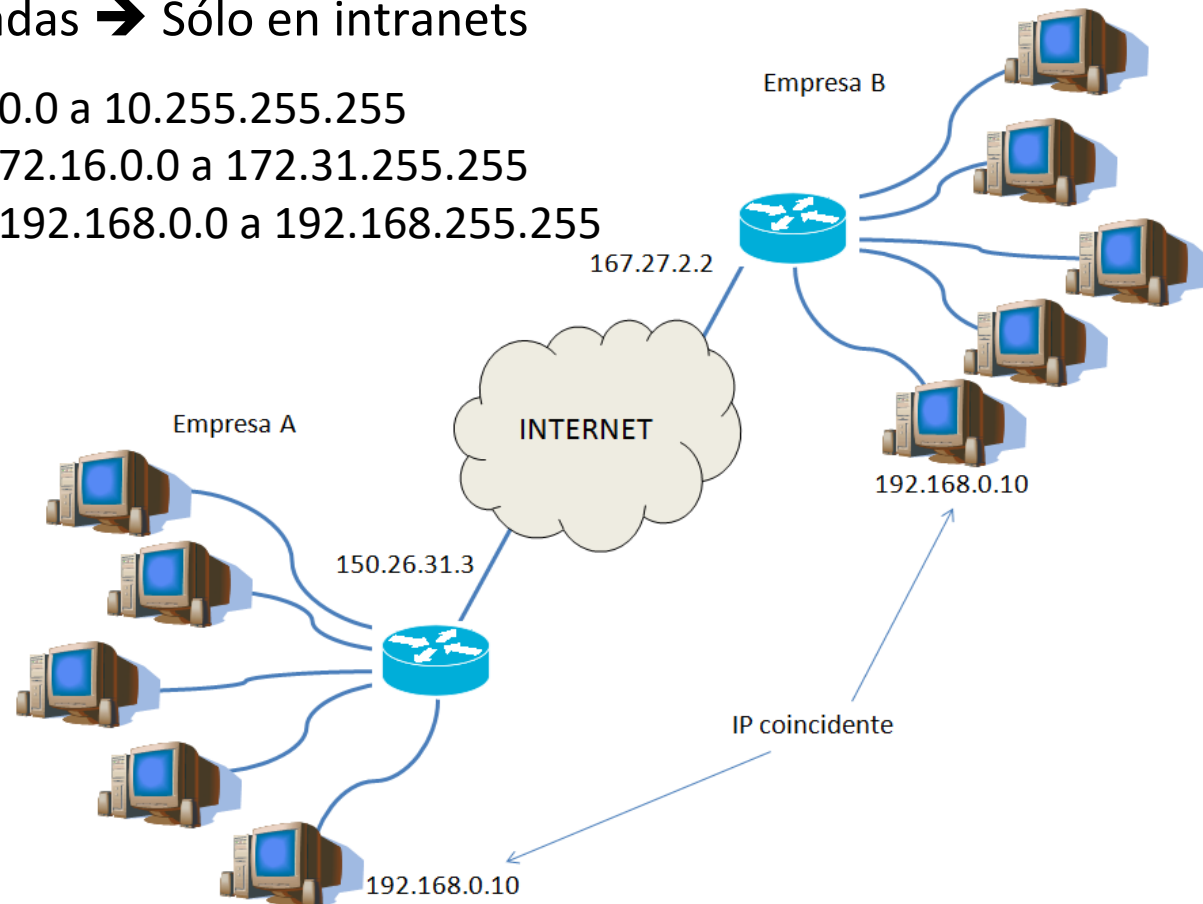 adas ➔ Sólo en intranets
0.0 a 10.255.255.255
72.16.0.0 a 172.31.255.255
192.168.0.0 a 192.168.255.255
Empresa B
167.27.2.2
INTERNET
Empresa A
192.168.0.10
150.26.31.3
IP coincidente
192.168.0.10